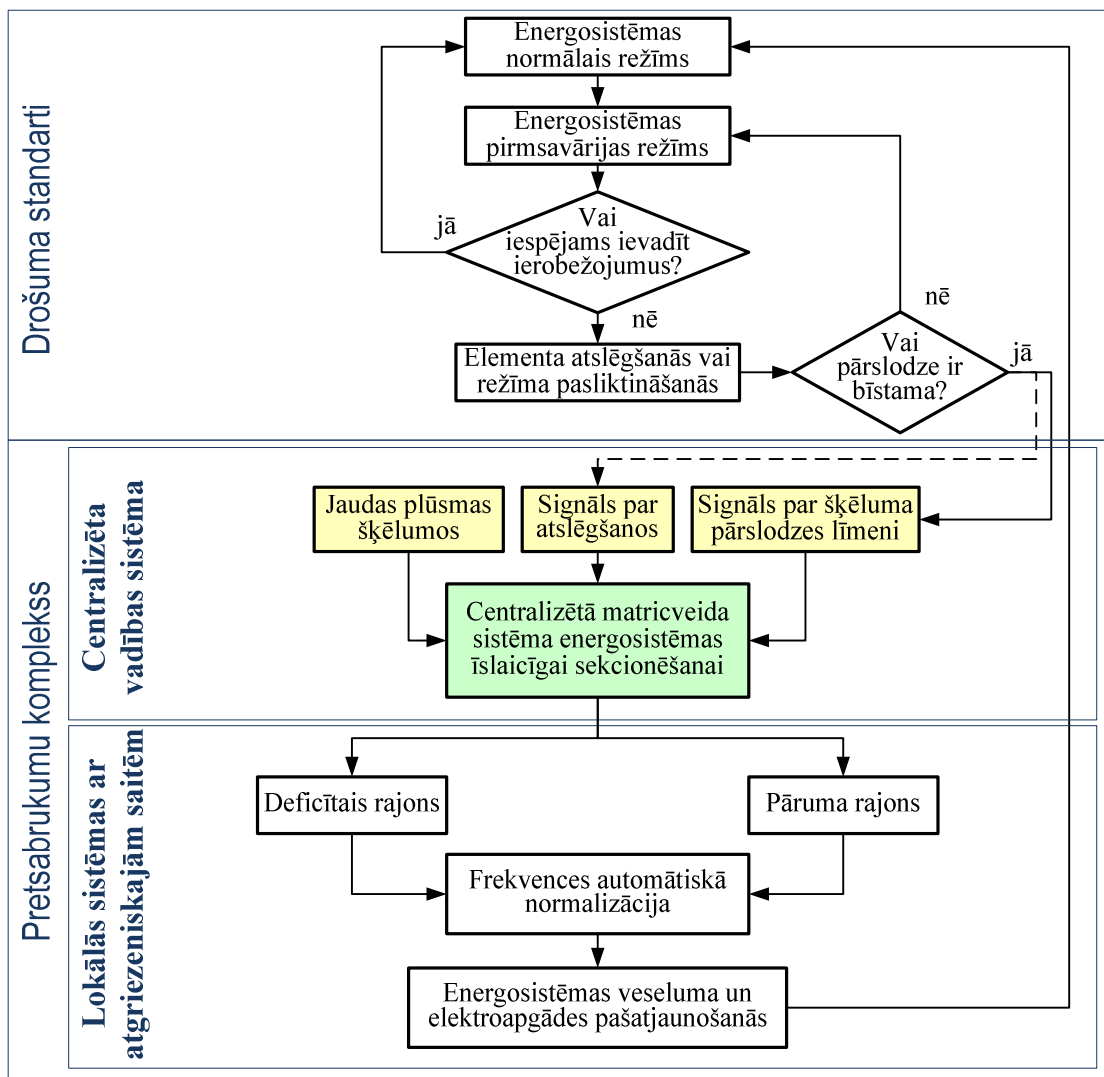 Drošuma standarti
Energosistēmas
normālais režīms
Energosistēmas
pirmsavārijas režīms
jā
Vai
iespējams ievadīt
ierobežojumus?
nē
Elementa atslēgšanās vai
režīma pasliktināšanās
nē
Vai
pārslodze ir
bīstama?
jā
Pretsabrukumu komplekss
Centralizēta
vadības sistēma
Jaudas plūsmas
šķēlumos
Signāls par
atslēgšanos
Signāls par šķēluma
pārslodzes līmeni
Centralizētā matricveida
sistēma energosistēmas
īslaicīgai sekcionēšanai
Lokālās sistēmas ar
atgriezeniskajām saitēm
Deficītais rajons
Pāruma rajons
Frekvences automātiskā
normalizācija
Energosistēmas veseluma un
elektroapgādes pašatjaunošanās